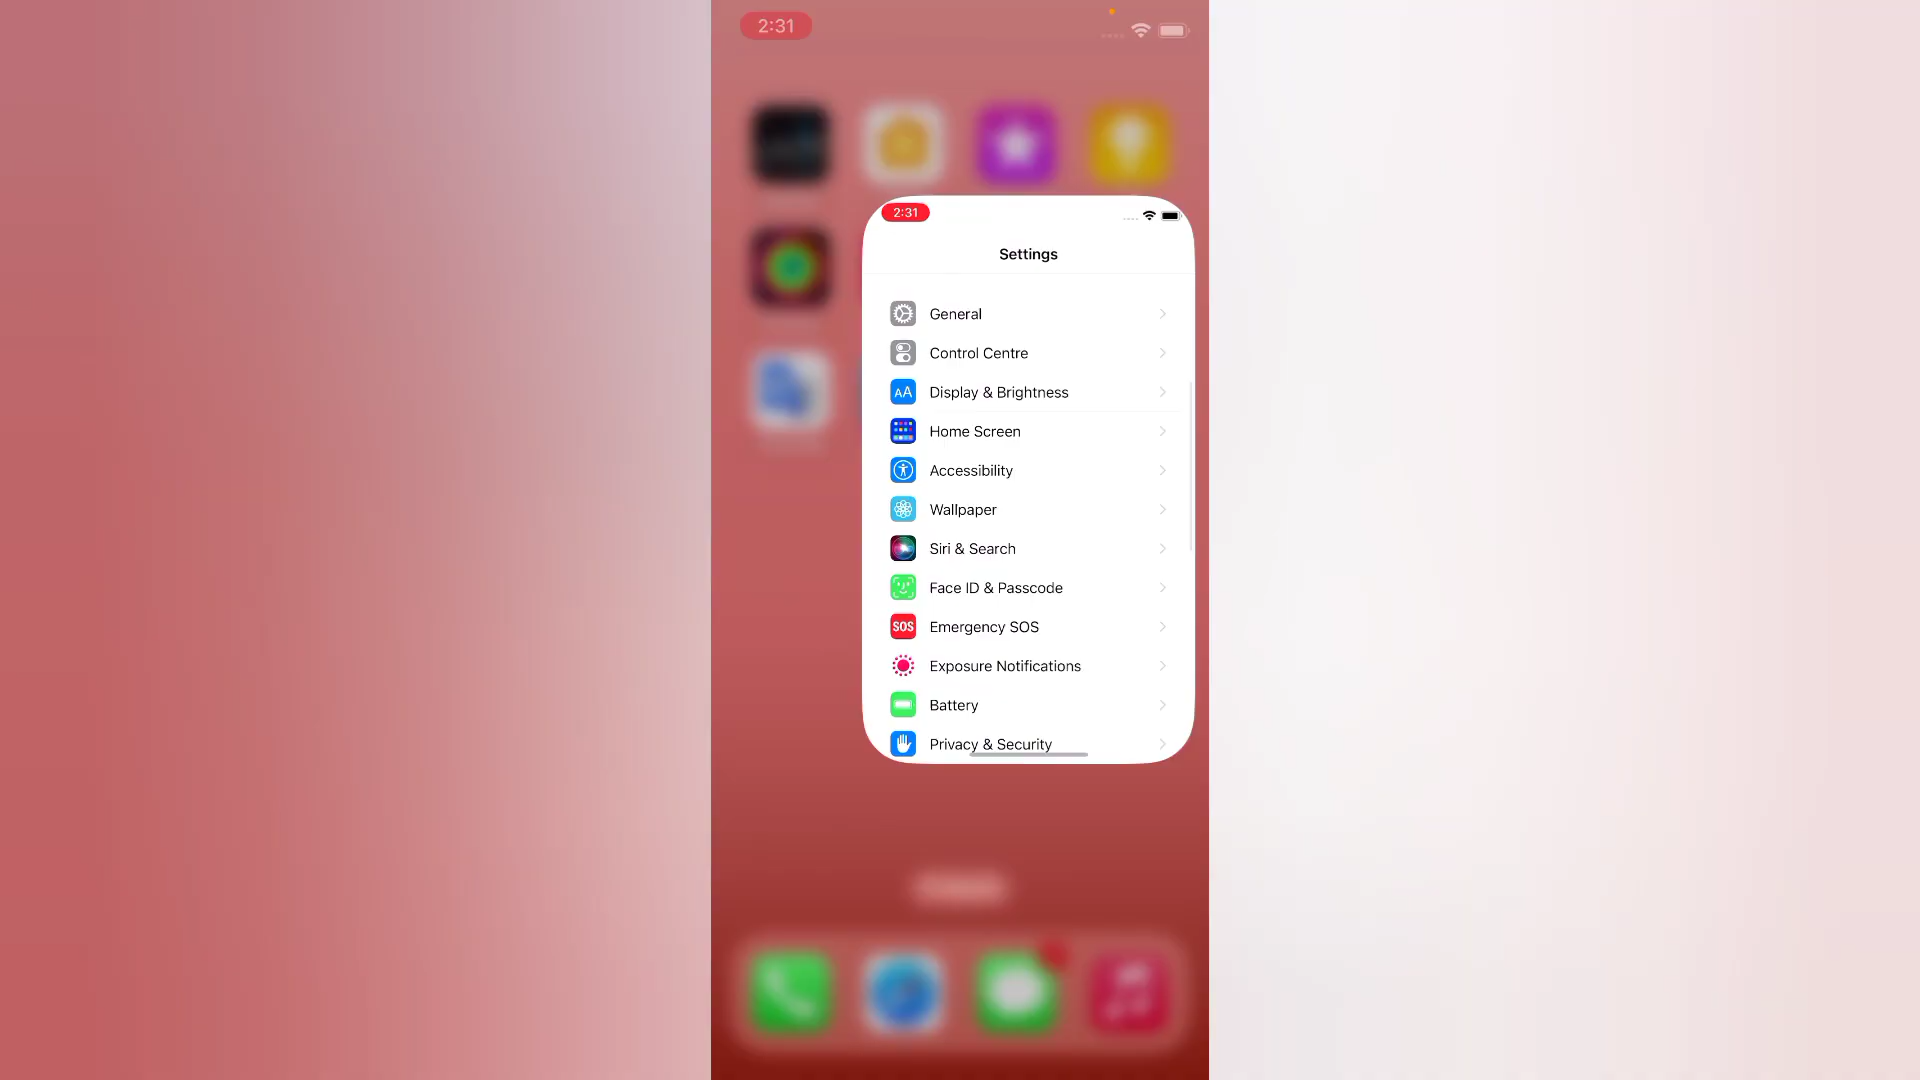 2:31
2:31
Settings
General
Control Centre
AA Display & Brightness
Home Screen
Accessibility
Wallpaper
Siri & Search
Face ID & Passcode
SOS Emergency SOS
Exposure Notifications
Battery
Privacy & Security